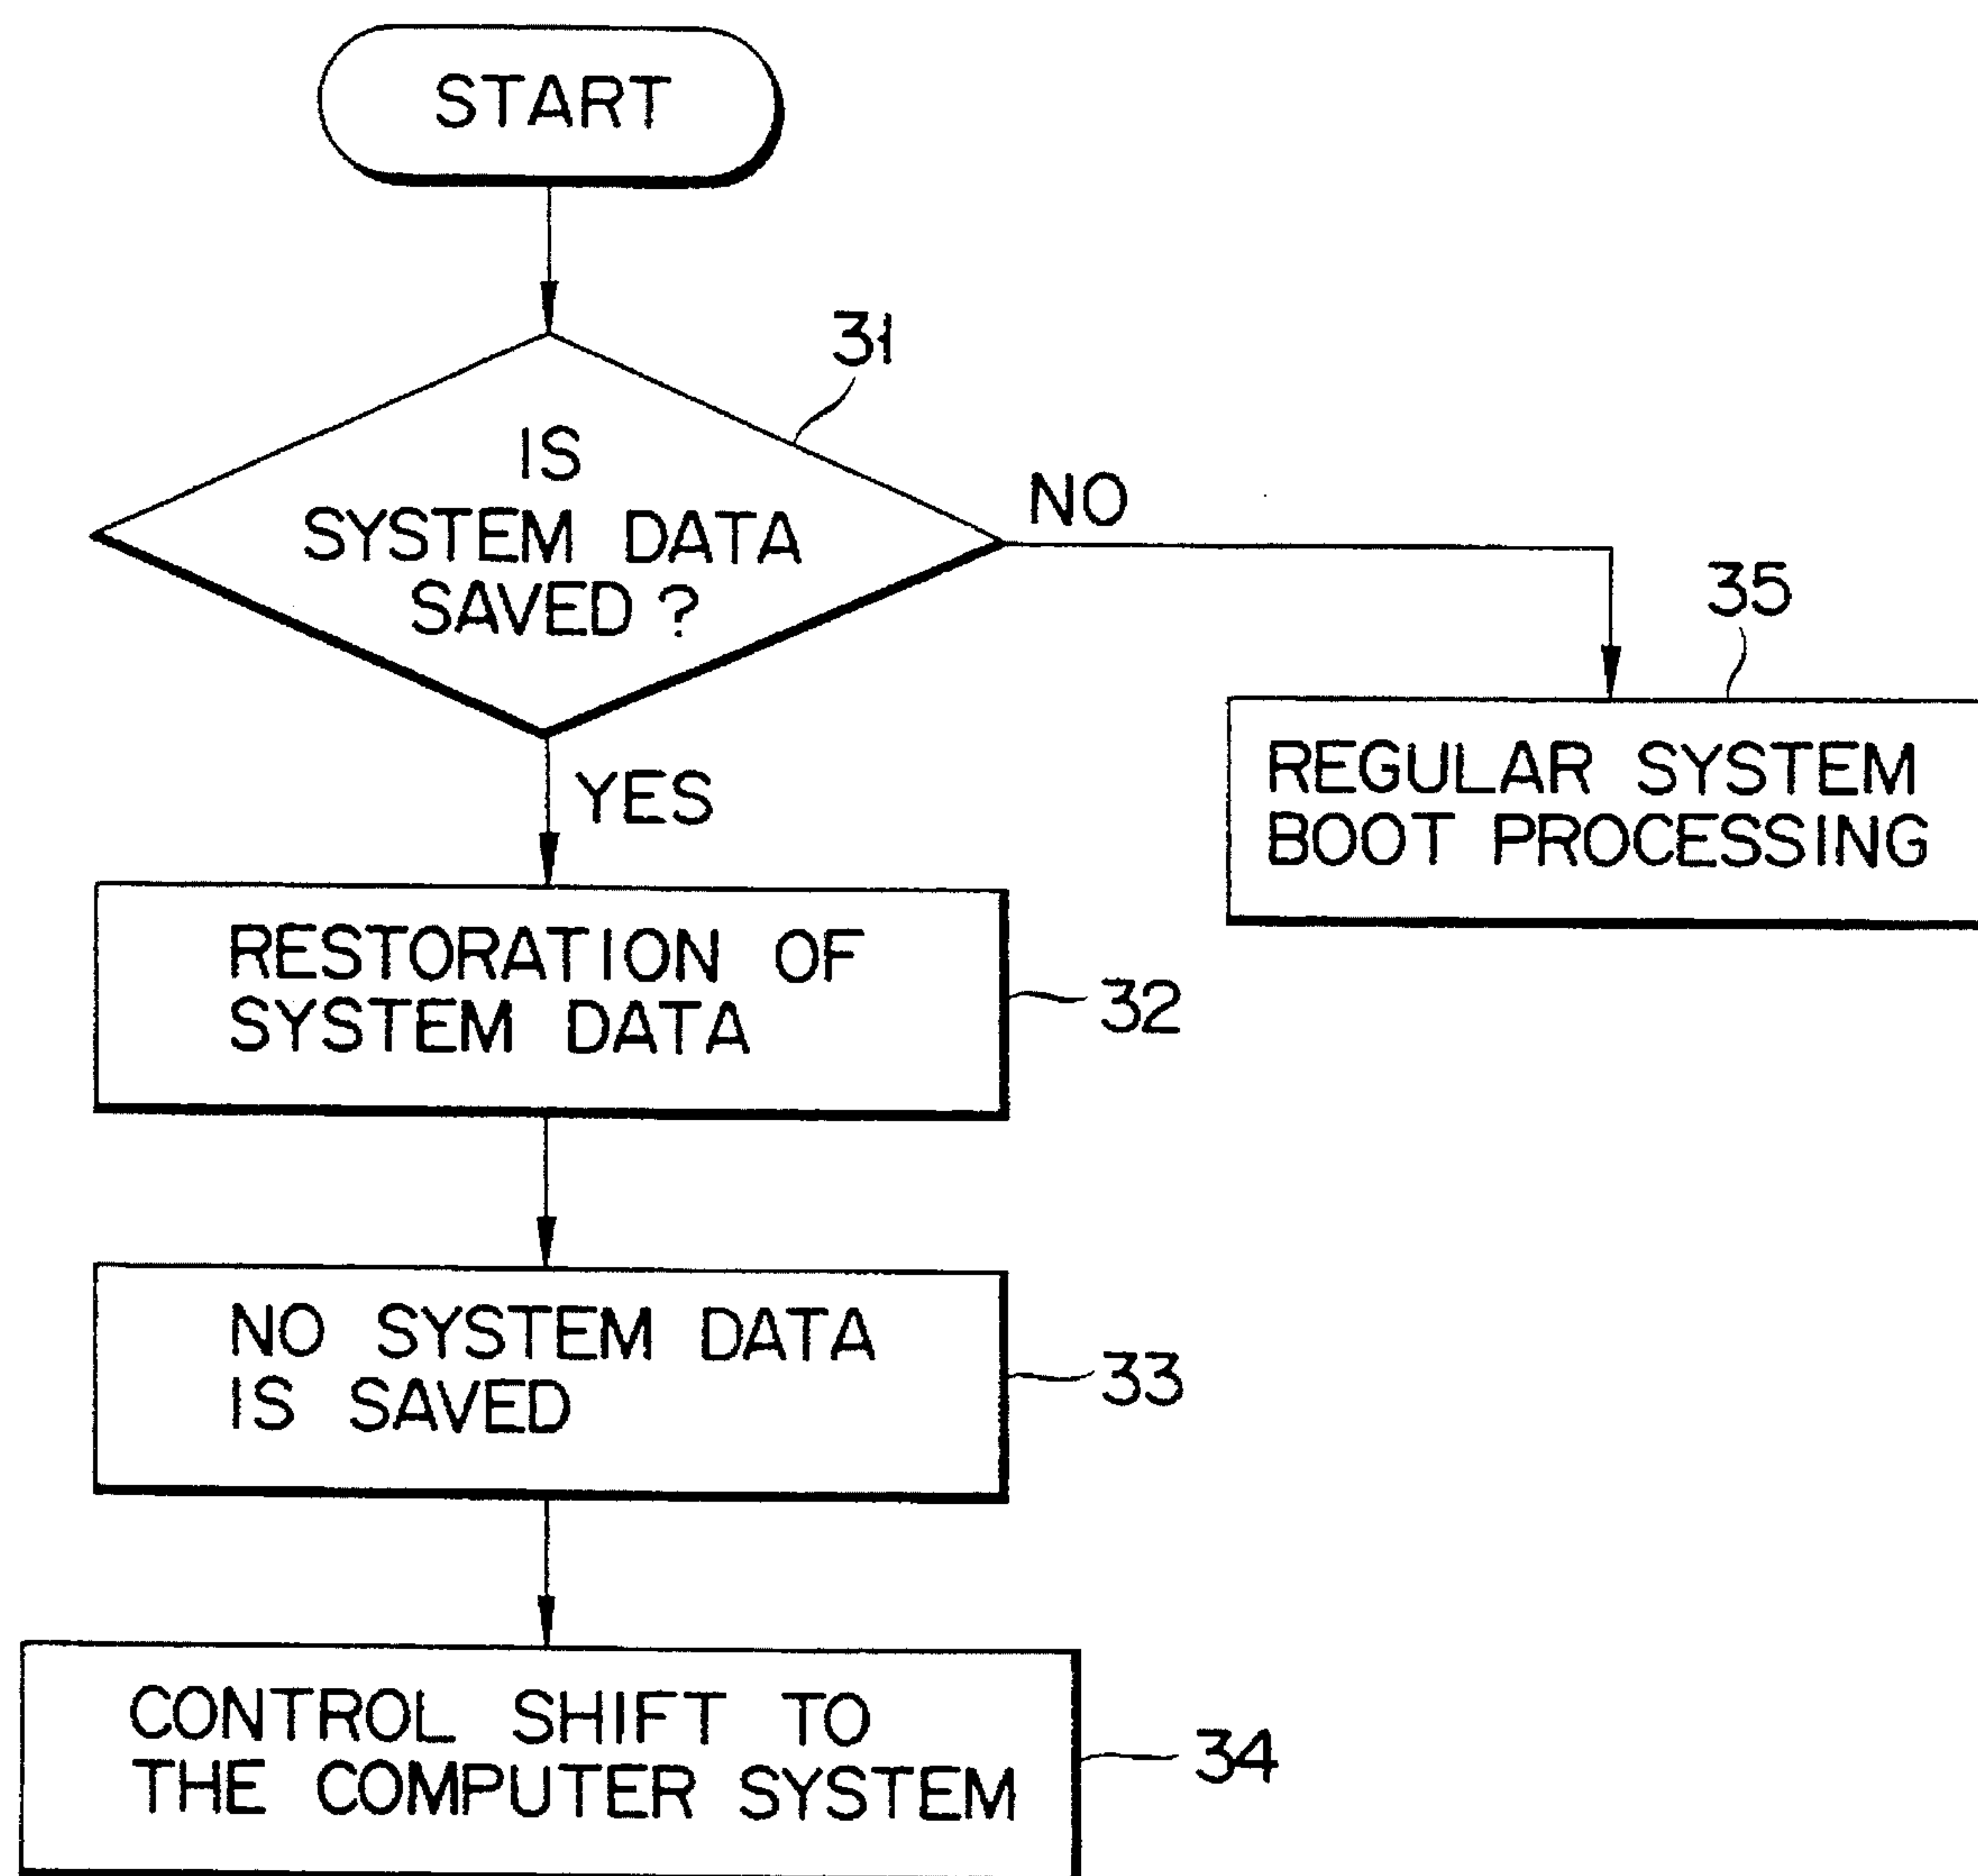 START
31
IS
SYSTEM DATA
SAVED ?
NO
35
YES
REGULAR SYSTEM
BOOT PROCESSING
RESTORATION OF
SYSTEM DATA
32
NO SYSTEM DATA
IS SAVED
33
CONTROL SHIFT TO
THE COMPUTER SYSTEM
34